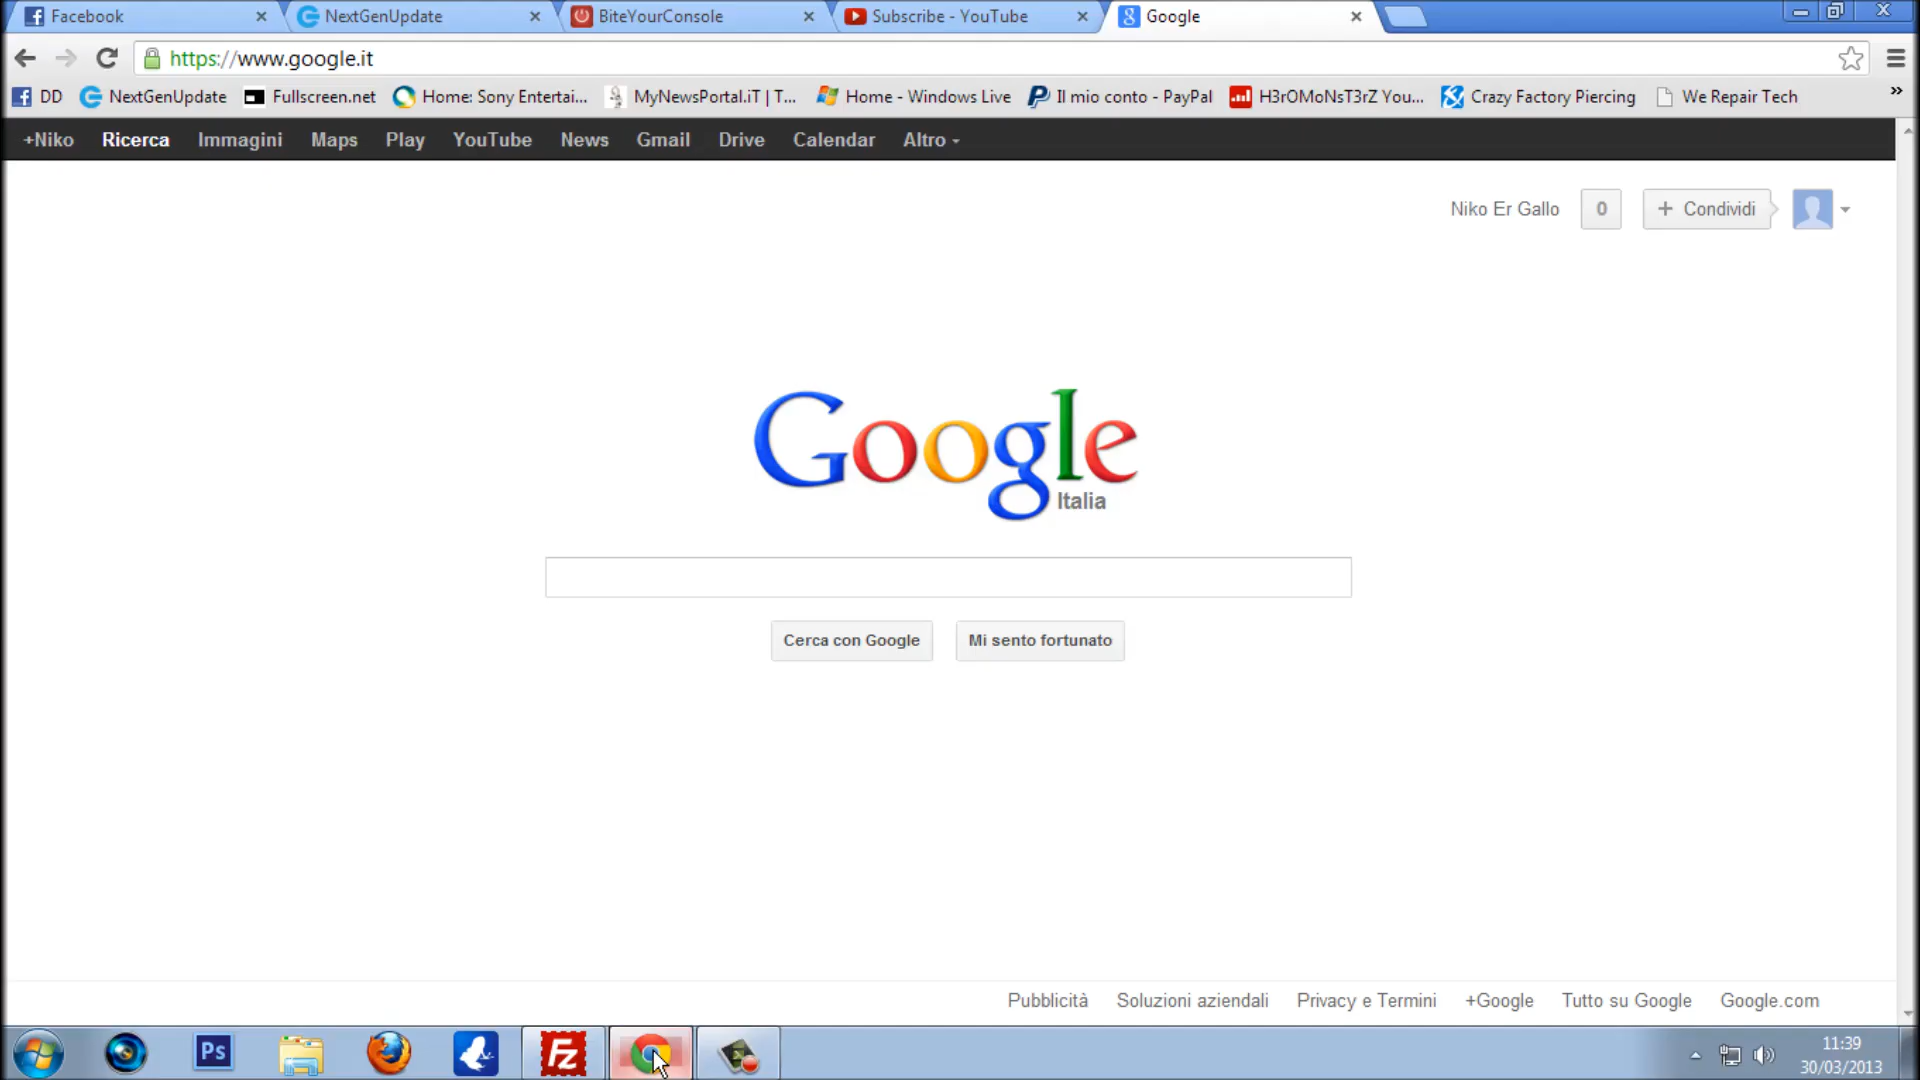 Facebook
NextGenUpdate
BiteYourConsole
Subscribe - YouTube
Google
https://www.google.it
DD
NextGenUpdate
Fullscreen.net
Home: Sony Entertai...
MyNewsPortal.iT | T...
Home - Windows Live
Il mio conto - PayPal
H3rOMoNsT3rZ You...
Crazy Factory Piercing
We Repair Tech
+Niko Ricerca Immagini Maps Play YouTube News Gmail Drive Calendar Altro
Niko Er Gallo 0 + Condividi
Google
Italia
Cerca con Google
Mi sento fortunato
Pubblicità Soluzioni aziendali Privacy e Termini +Google Tutto su Google Google.com
Ps
Fz
11:39
30/03/2013